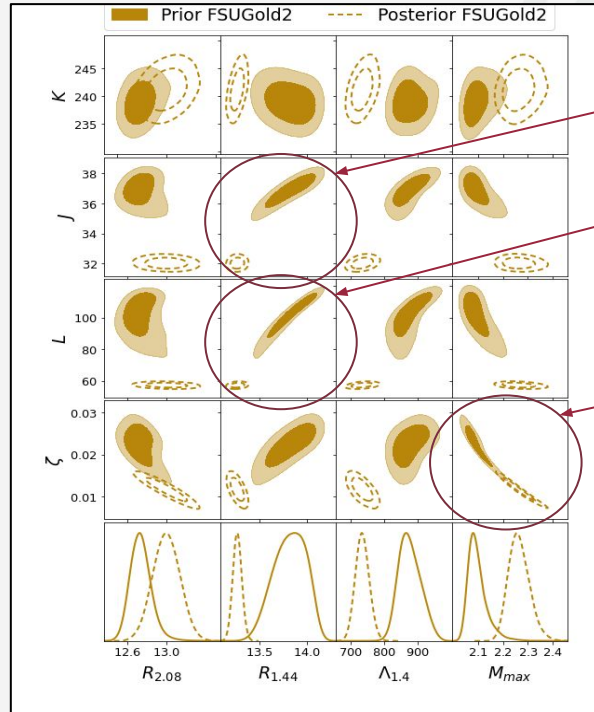 Prior FSUGold2 Posterior FSUGold2
K
245
240
235
J
38
36
34
32
L
100
80
60
ζ
0.03
0.02
0.01
12.6 13.0 13.5 14.0 700 800 900 2.1 2.2 2.3 2.4
R2.08 R1.44 Λ1.4 Mmax